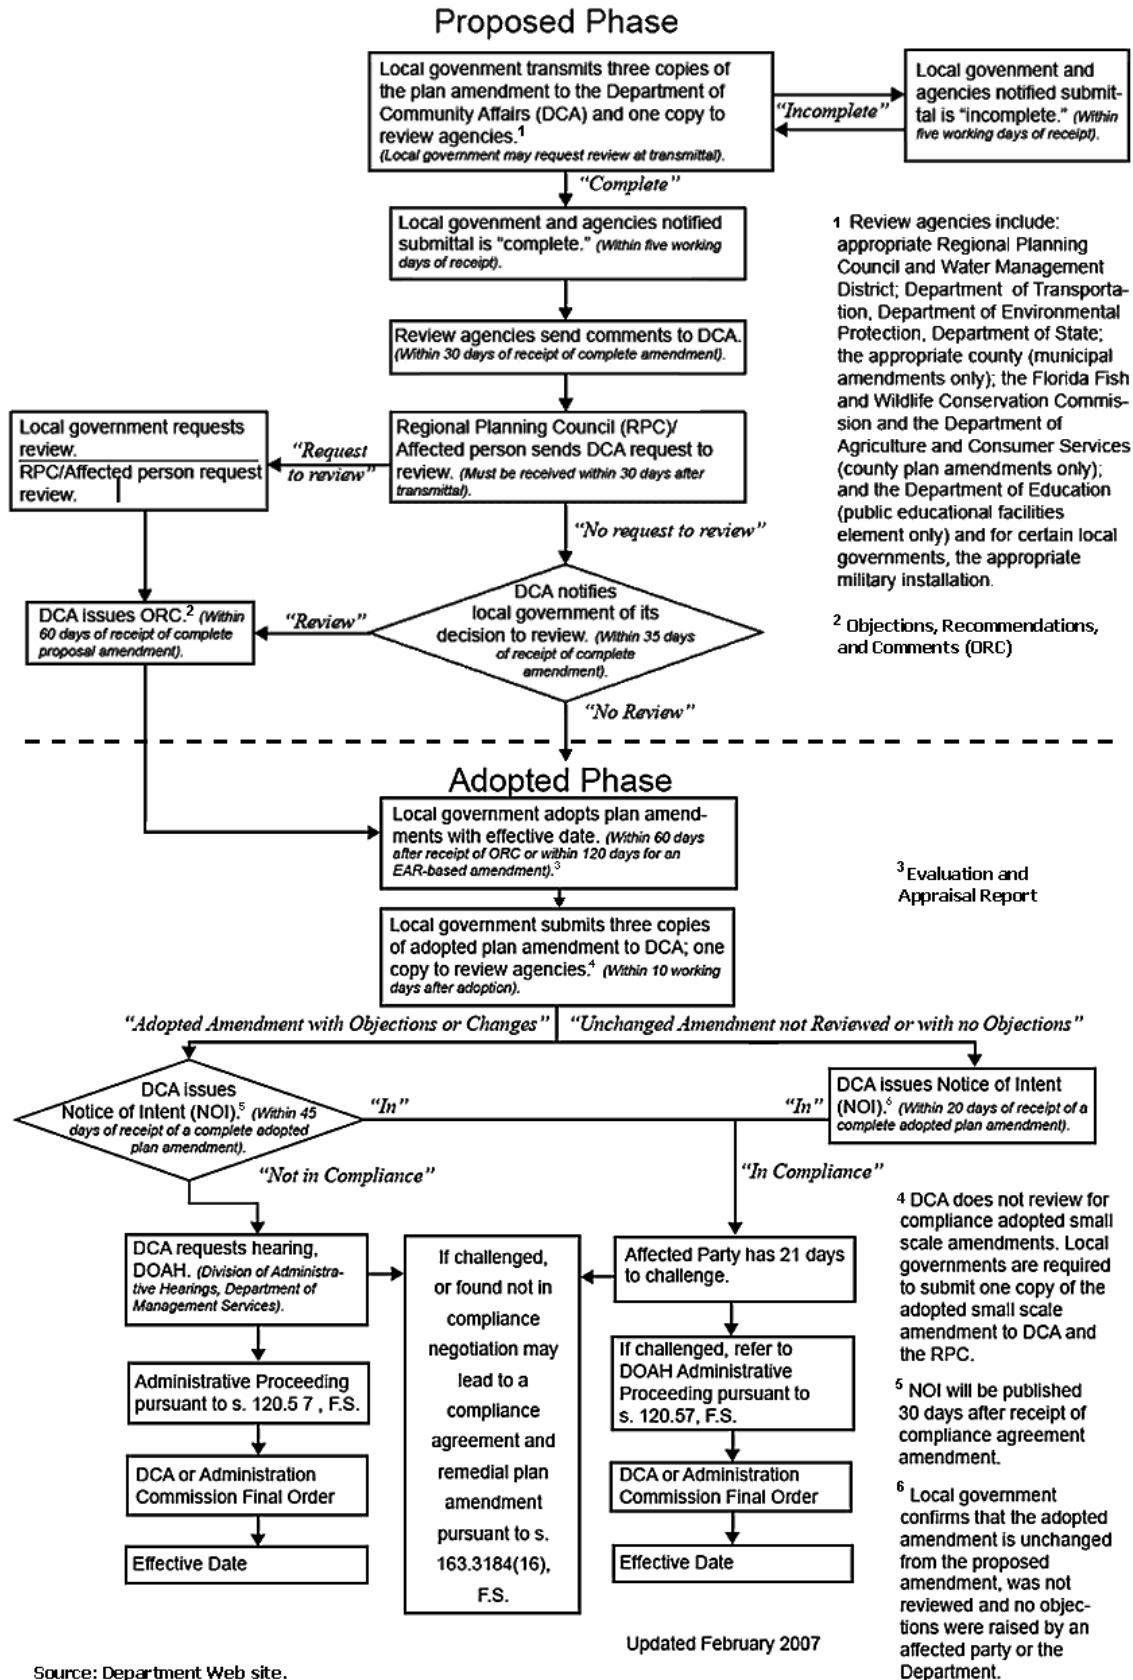 Proposed Phase
Local govenment transmits three copies of
the plan amendment to the Department of
Community Affairs (DCA) and one copy to
review agencies.1
(Local government may request review at transmittal).
"Incomplete"
Local govenment and
agencies notified submit-
tal is "incomplete." (Within
five working days of receipt).
"Complete"
Local govenment and agencies notified
submittal is "complete." (Within five working
days of receipt).
Review agencies send comments to DCA.
(Within 30 days of receipt of complete amendment).
Regional Planning Council (RPC)/
Affected person sends DCA request to
review. (Must be received within 30 days after
transmittal).
"Request
to review"
Local government requests
review.
RPC/Affected person request
review.
"No request to review"
DCA notifies
local government of its
decision to review. (Within 35 days
of receipt of complete
amendment).
"Review"
DCA issues ORC.2 (Within
60 days of receipt of complete
proposal amendment).
"No Review"
1 Review agencies include:
appropriate Regional Planning
Council and Water Management
District; Department of Transporta-
tion, Department of Environmental
Protection, Department of State;
the appropriate county (municipal
amendments only); the Florida Fish
and Wildlife Conservation Commis-
sion and the Department of
Agriculture and Consumer Services
(county plan amendments only);
and the Department of Education
(public educational facilities
element only) and for certain local
governments, the appropriate
military installation.
2 Objections, Recommendations,
and Comments (ORC)
Adopted Phase
Local government adopts plan amend-
ments with effective date. (Within 60 days
after receipt of ORC or within 120 days for an
EAR-based amendment).3
3 Evaluation and
Appraisal Report
Local government submits three copies
of adopted plan amendment to DCA; one
copy to review agencies.4 (Within 10 working
days after adoption).
"Adopted Amendment with Objections or Changes"
"Unchanged Amendment not Reviewed or with no Objections"
DCA issues
Notice of Intent (NOI).5 (Within 45
days of receipt of a complete adopted
plan amendment).
"In"
"In"
DCA issues Notice of Intent
(NOI).6 (Within 20 days of receipt of a
complete adopted plan amendment).
"Not in Compliance"
"In Compliance"
DCA requests hearing,
DOAH. (Division of Administra-
tive Hearings, Department of
Management Services).
Administrative Proceeding
pursuant to s. 120.5 7 , F.S.
DCA or Administration
Commission Final Order
Effective Date
If challenged,
or found not in
compliance
negotiation may
lead to a
compliance
agreement and
remedial plan
amendment
pursuant to s.
163.3184(16),
F.S.
Affected Party has 21 days
to challenge.
If challenged, refer to
DOAH Administrative
Proceeding pursuant to
s. 120.57, F.S.
DCA or Administration
Commission Final Order
Effective Date
4 DCA does not review for
compliance adopted small
scale amendments. Local
governments are required
to submit one copy of the
adopted small scale
amendment to DCA and
the RPC.
5 NOI will be published
30 days after receipt of
compliance agreement
amendment.
6 Local government
confirms that the adopted
amendment is unchanged
from the proposed
amendment, was not
reviewed and no objec-
tions were raised by an
affected party or the
Department.
Updated February 2007
Source: Department Web site.